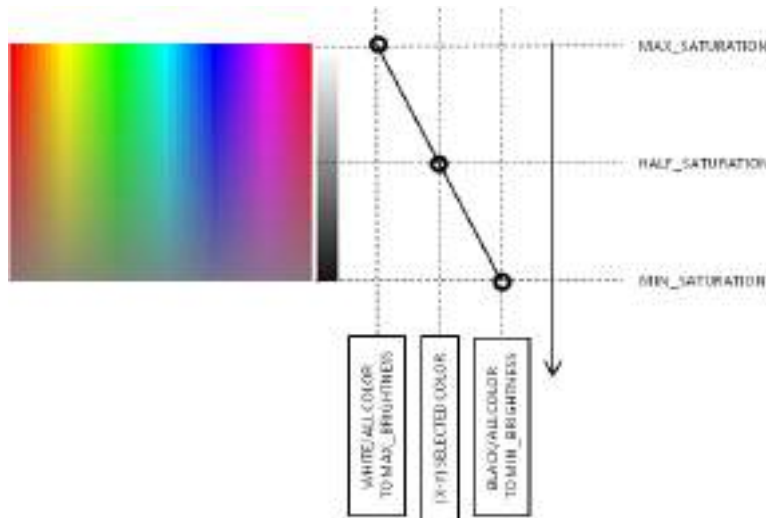 MAX_SATURATION
HALF_SATURATION
MIN_SATURATION
WHITE/ALL COLOR
TO MAX_BRIGHTNESS
(X-Y) SELECTED COLOR
BLACK/ALL COLOR
TO MIN_BRIGHTNESS